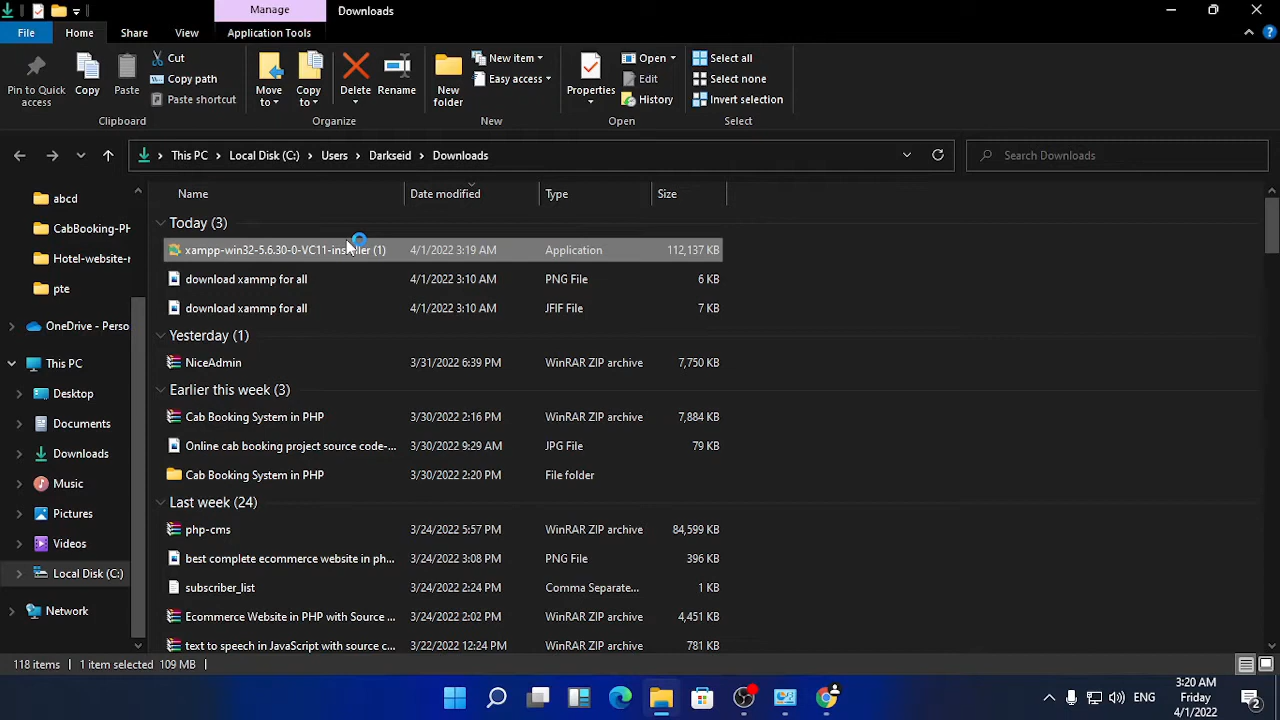 Manage Downloads
File Home Share View Application Tools
Pin to Quick access
Copy
Paste
Cut
Copy path
Paste shortcut
Clipboard
Move to
Copy to
Delete
Rename
Organize
New folder
New item
Easy access
New
Properties
Open
Edit
History
Open
Select all
Select none
Invert selection
Select
This PC Local Disk (C:) Users Darkseid Downloads
Search Downloads
abcd
CabBooking-PH
Hotel-website-r
pte
OneDrive - Perso
This PC
Desktop
Documents
Downloads
Music
Pictures
Videos
Local Disk (C:)
Network
Name Date modified Type Size
Today (3)
xampp-win32-5.6.30-0-VC11-installer (1) 4/1/2022 3:19 AM Application 112,137 KB
download xammp for all 4/1/2022 3:10 AM PNG File 6 KB
download xammp for all 4/1/2022 3:10 AM JFIF File 7 KB
Yesterday (1)
NiceAdmin 3/31/2022 6:39 PM WinRAR ZIP archive 7,750 KB
Earlier this week (3)
Cab Booking System in PHP 3/30/2022 2:16 PM WinRAR ZIP archive 7,884 KB
Online cab booking project source code-... 3/30/2022 9:29 AM JPG File 79 KB
Cab Booking System in PHP 3/30/2022 2:20 PM File folder
Last week (24)
php-cms 3/24/2022 5:57 PM WinRAR ZIP archive 84,599 KB
best complete ecommerce website in ph... 3/24/2022 3:08 PM PNG File 396 KB
subscriber_list 3/24/2022 2:24 PM Comma Separate... 1 KB
Ecommerce Website in PHP with Source ... 3/24/2022 2:02 PM WinRAR ZIP archive 4,451 KB
text to speech in JavaScript with source c... 3/22/2022 12:24 PM WinRAR ZIP archive 781 KB
118 items 1 item selected 109 MB
ENG
3:20 AM
Friday
4/1/2022
2